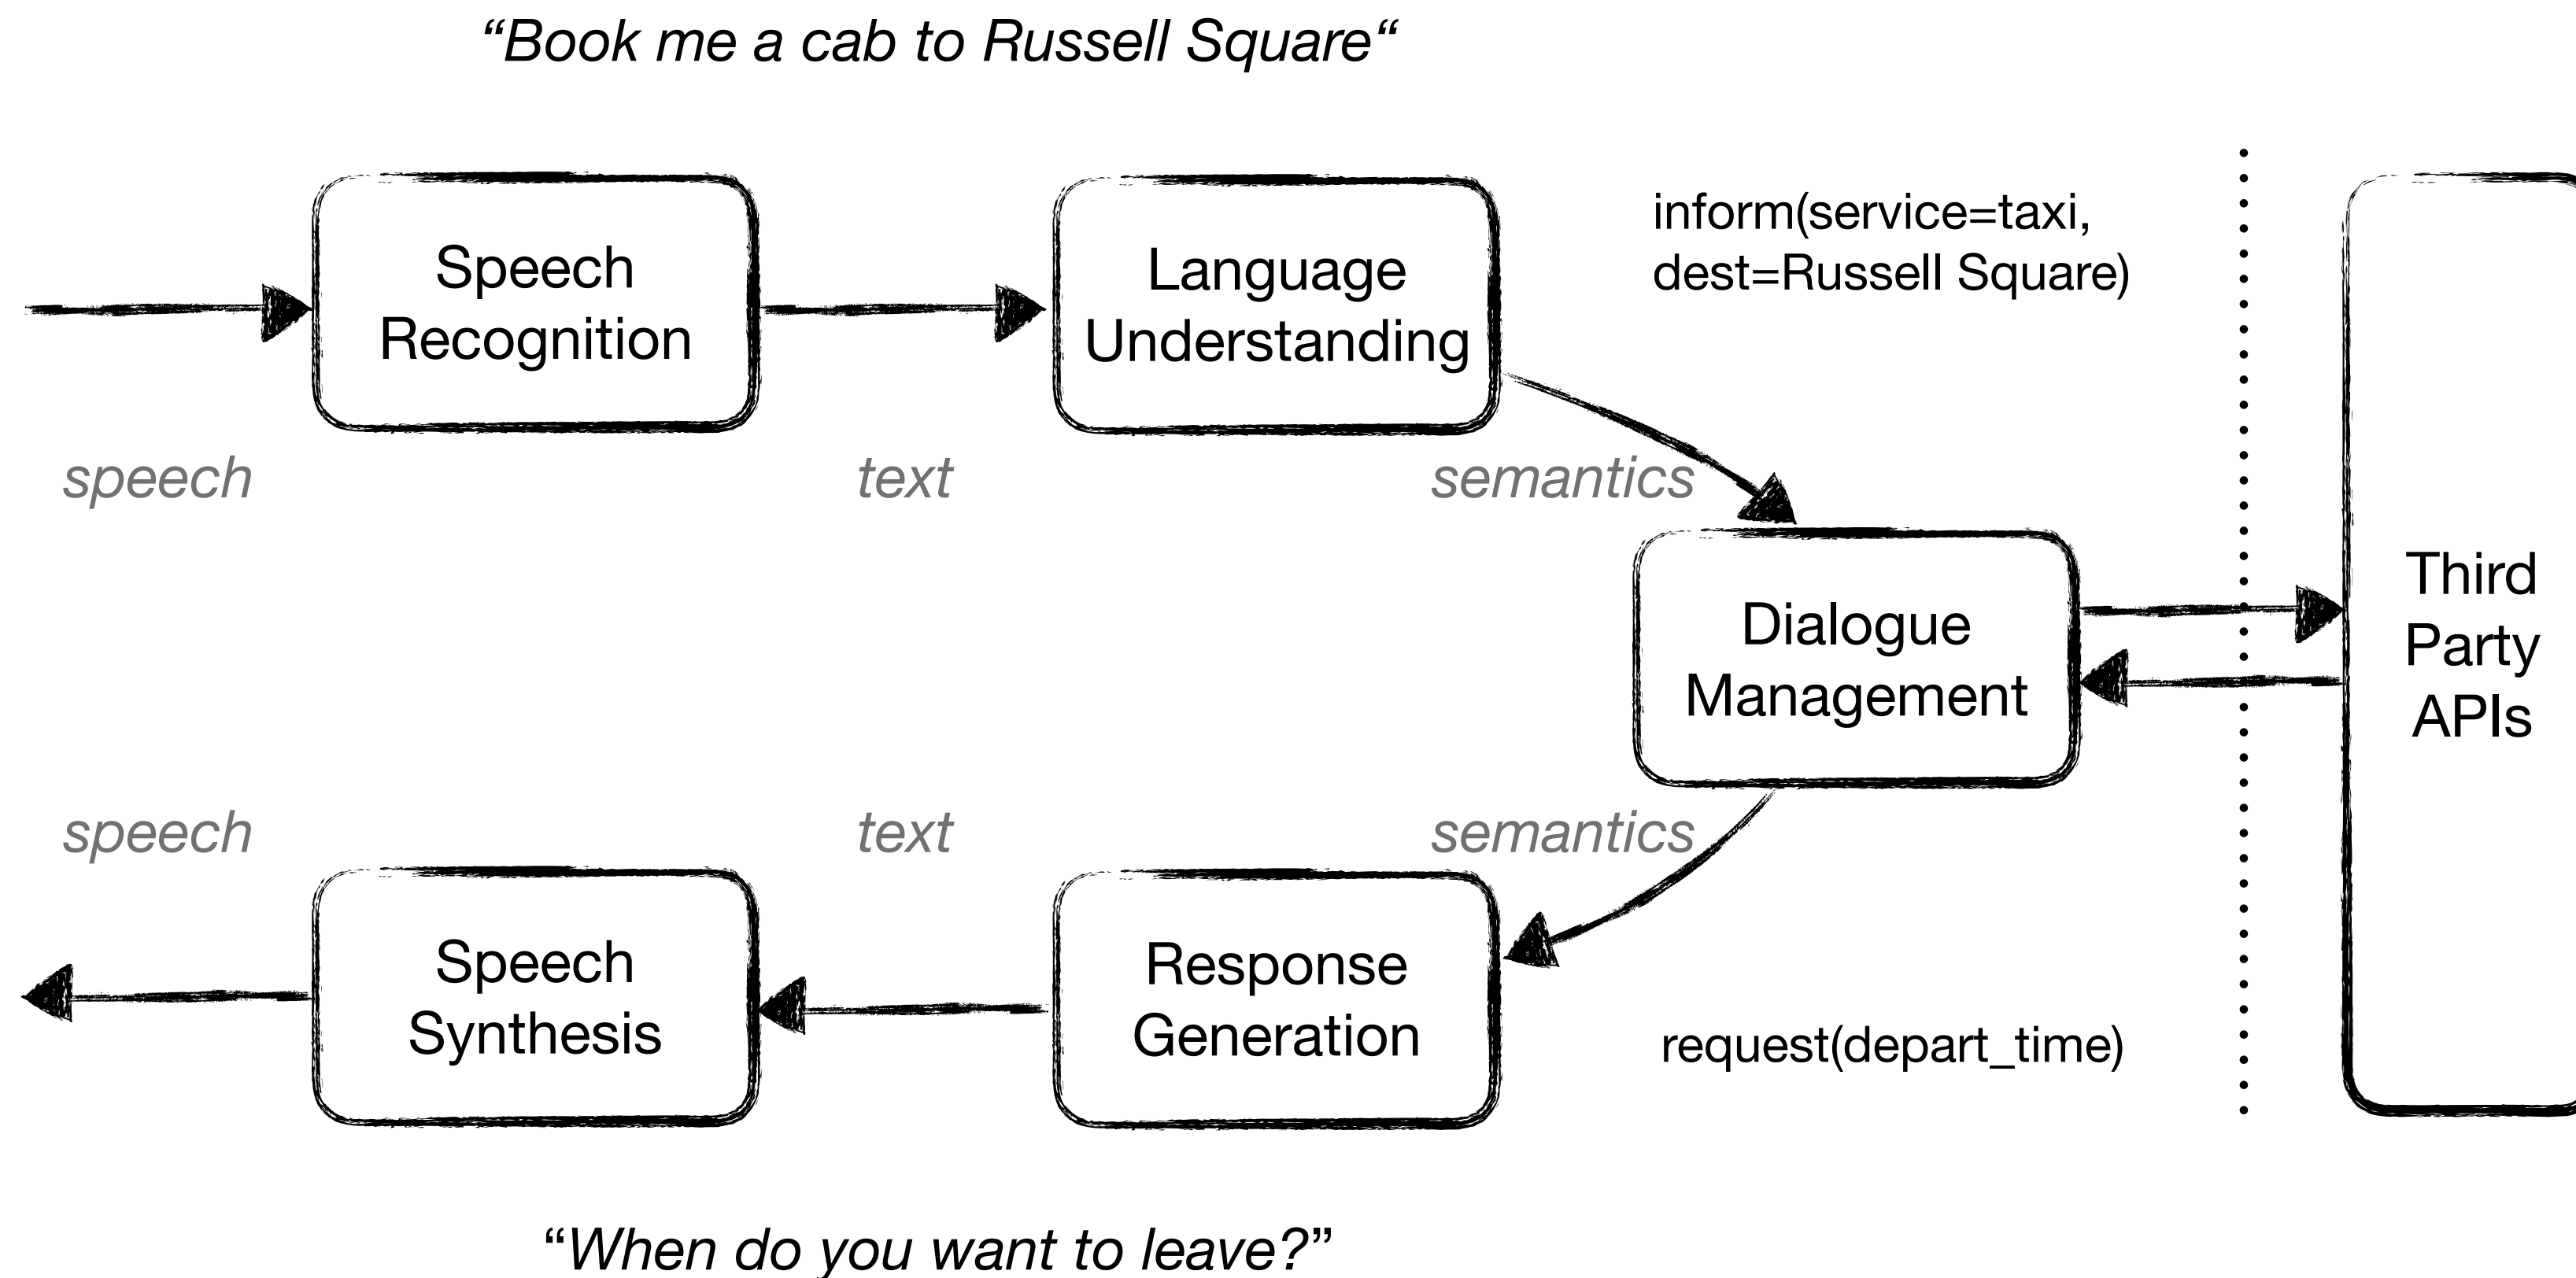 “Book me a cab to Russell Square“
Speech
Recognition
Language
Understanding
inform(service=taxi,
dest=Russell Square)
speech
text
semantics
Dialogue
Management
Third
Party
APIs
speech
text
semantics
Speech
Synthesis
Response
Generation
request(depart_time)
“When do you want to leave?”